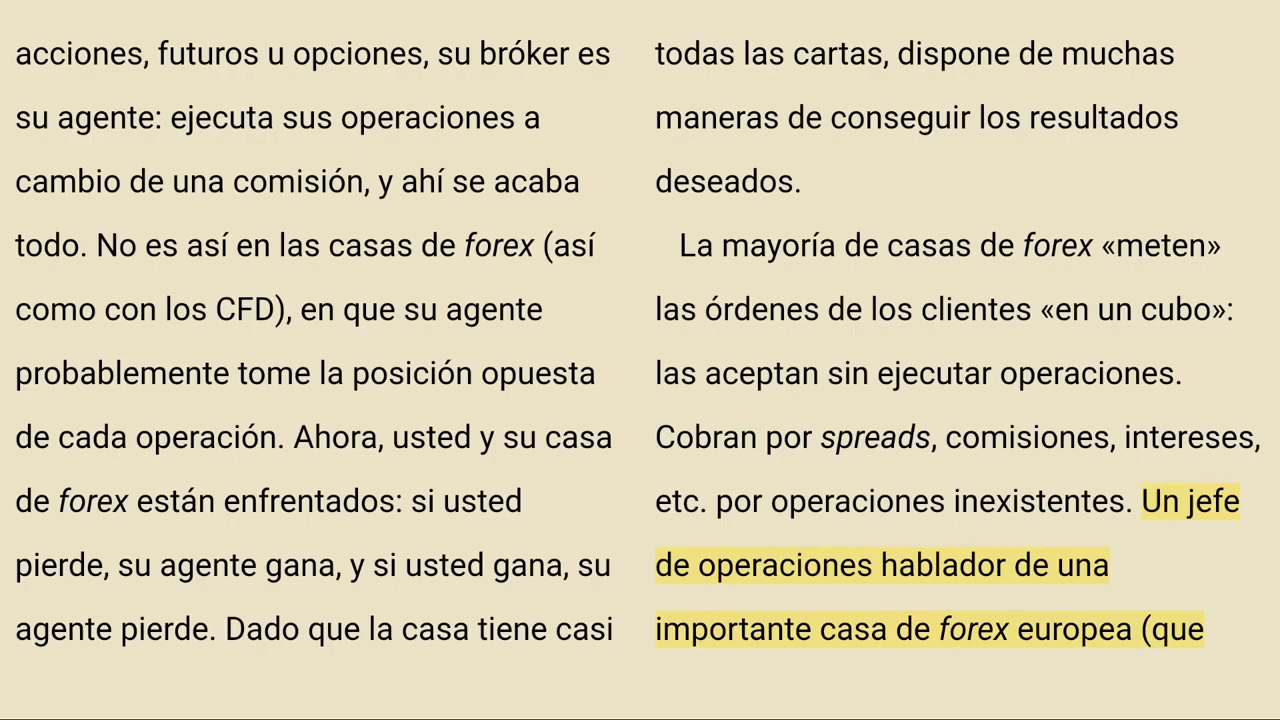 acciones, futuros u opciones, su bróker es
su agente: ejecuta sus operaciones a
cambio de una comisión, y ahí se acaba
todo. No es así en las casas de forex (así
como con los CFD), en que su agente
probablemente tome la posición opuesta
de cada operación. Ahora, usted y su casa
de forex están enfrentados: si usted
pierde, su agente gana, y si usted gana, su
agente pierde. Dado que la casa tiene casi
todas las cartas, dispone de muchas
maneras de conseguir los resultados
deseados.
La mayoría de casas de forex «meten»
las órdenes de los clientes «en un cubo»:
las aceptan sin ejecutar operaciones.
Cobran por spreads, comisiones, intereses,
etc. por operaciones inexistentes. Un jefe
de operaciones hablador de una
importante casa de forex europea (que